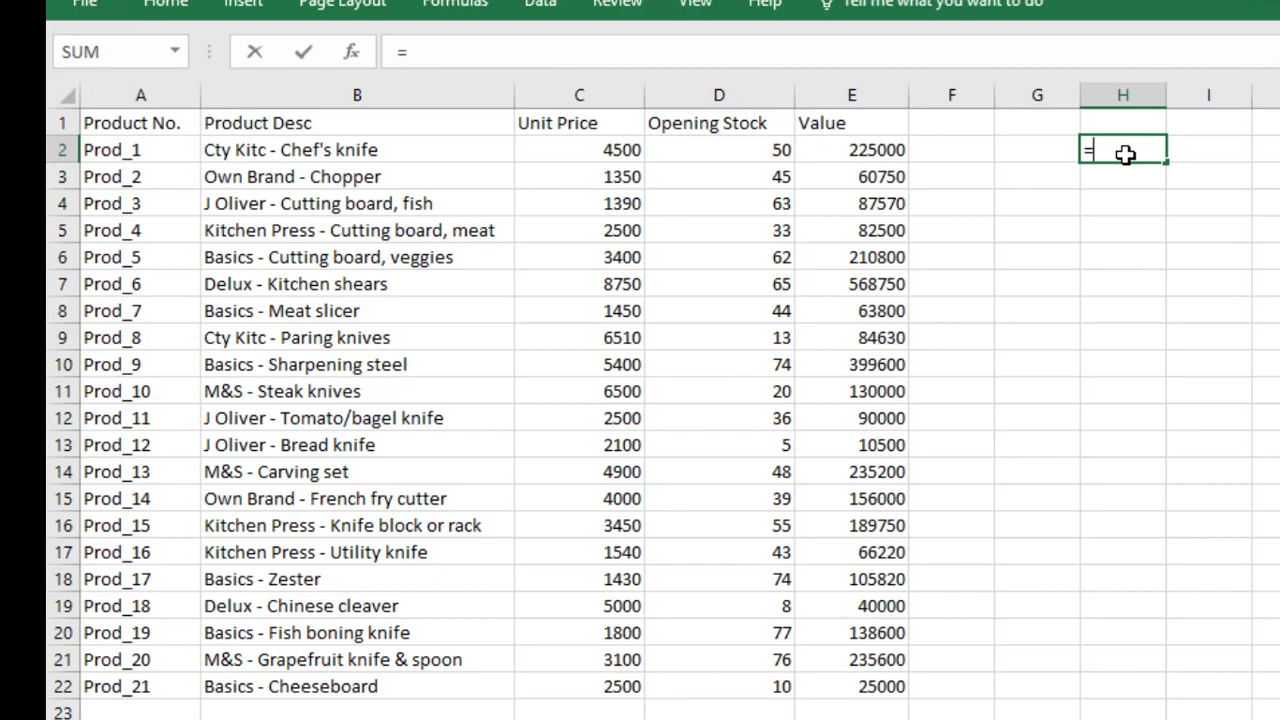 File Home Insert Page Layout Formulas Data Review View Help Tell me what you want to do
SUM fx =
A B C D E F G H I
1 Product No. Product Desc Unit Price Opening Stock Value
2 Prod_1 Cty Kitc - Chef's knife 4500 50 225000 =
3 Prod_2 Own Brand - Chopper 1350 45 60750
4 Prod_3 J Oliver - Cutting board, fish 1390 63 87570
5 Prod_4 Kitchen Press - Cutting board, meat 2500 33 82500
6 Prod_5 Basics - Cutting board, veggies 3400 62 210800
7 Prod_6 Delux - Kitchen shears 8750 65 568750
8 Prod_7 Basics - Meat slicer 1450 44 63800
9 Prod_8 Cty Kitc - Paring knives 6510 13 84630
10 Prod_9 Basics - Sharpening steel 5400 74 399600
11 Prod_10 M&S - Steak knives 6500 20 130000
12 Prod_11 J Oliver - Tomato/bagel knife 2500 36 90000
13 Prod_12 J Oliver - Bread knife 2100 5 10500
14 Prod_13 M&S - Carving set 4900 48 235200
15 Prod_14 Own Brand - French fry cutter 4000 39 156000
16 Prod_15 Kitchen Press - Knife block or rack 3450 55 189750
17 Prod_16 Kitchen Press - Utility knife 1540 43 66220
18 Prod_17 Basics - Zester 1430 74 105820
19 Prod_18 Delux - Chinese cleaver 5000 8 40000
20 Prod_19 Basics - Fish boning knife 1800 77 138600
21 Prod_20 M&S - Grapefruit knife & spoon 3100 76 235600
22 Prod_21 Basics - Cheeseboard 2500 10 25000
23